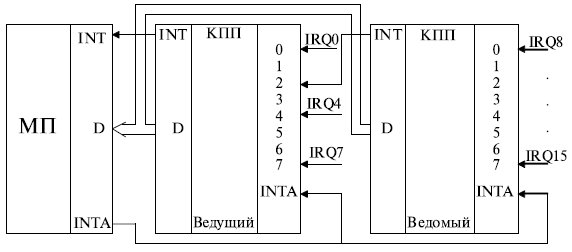 INT INT КПП IRQ0 INT КПП IRQ8
0 0
1 1
2 2
3 IRQ4 3
МП D D 4 D 4
5 5
6 IRQ7 6 IRQ15
7 7
INTA INTA
INTA Ведущий Ведомый